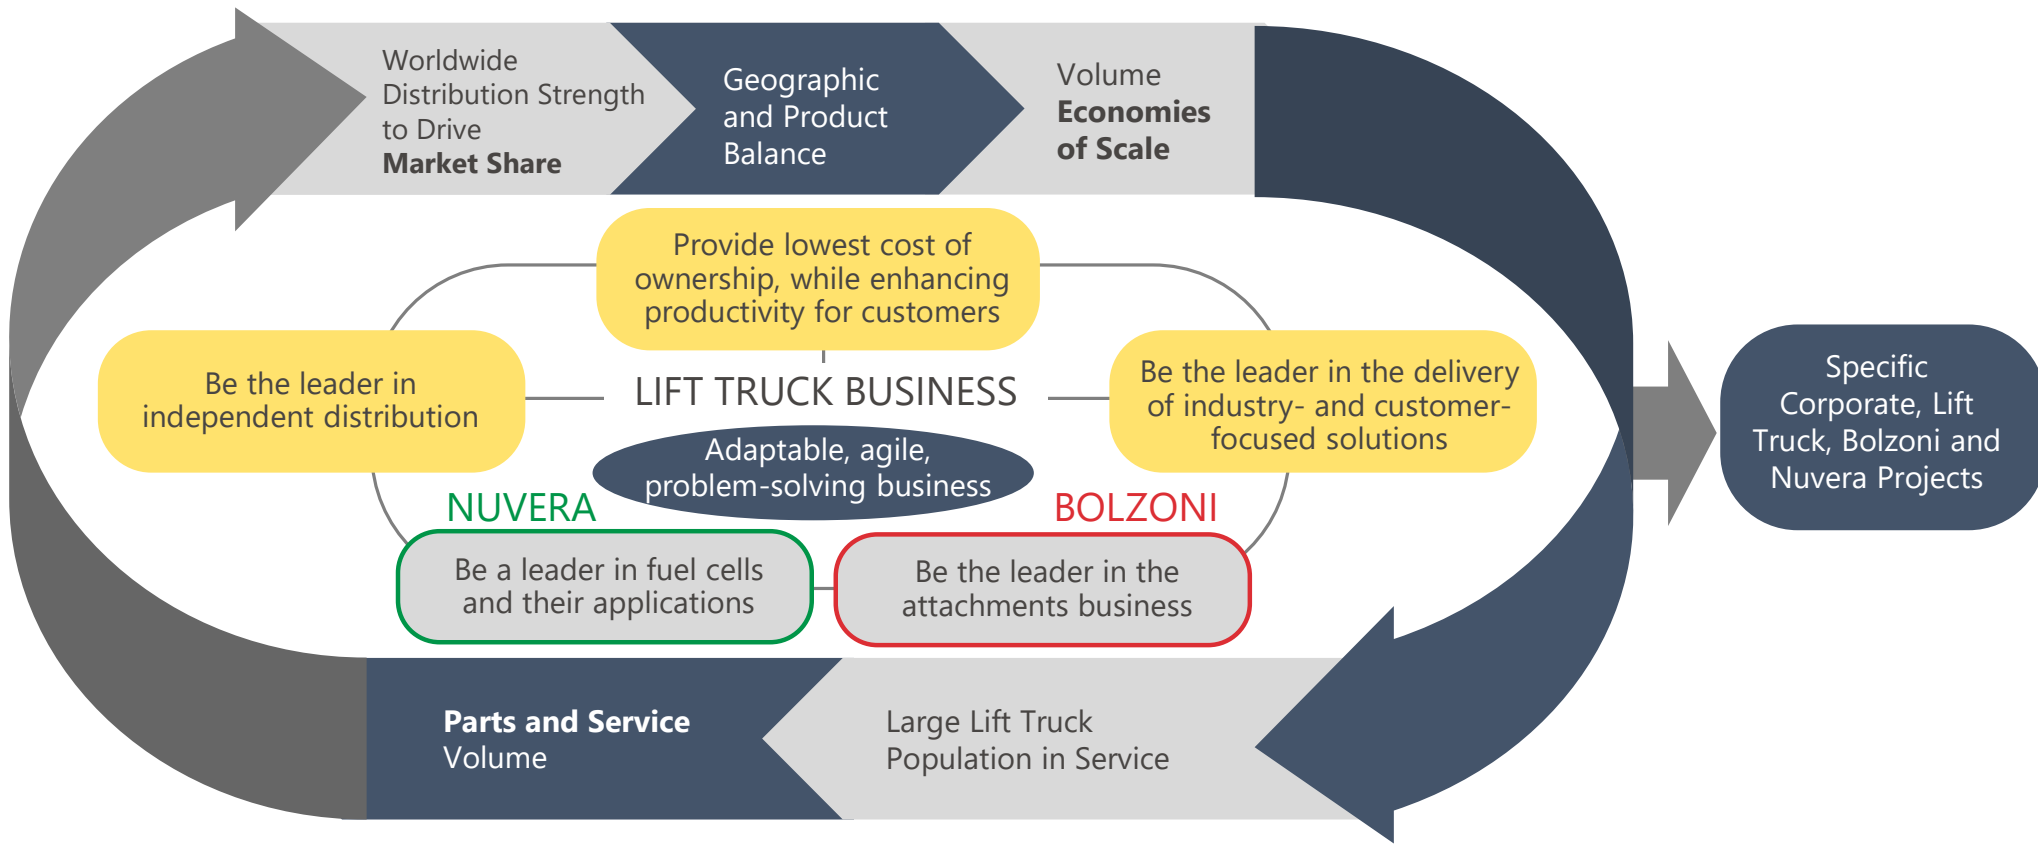 Worldwide
Distribution Strength
to Drive
Market Share
Geographic
and Product
Balance
Volume
Economies
of Scale
Provide lowest cost of
ownership, while enhancing
productivity for customers
Be the leader in
independent distribution
LIFT TRUCK BUSINESS
Be the leader in the delivery
of industry- and customer-
focused solutions
Adaptable, agile,
problem-solving business
NUVERA
Be a leader in fuel cells
and their applications
BOLZONI
Be the leader in the
attachments business
Specific
Corporate, Lift
Truck, Bolzoni and
Nuvera Projects
Parts and Service
Volume
Large Lift Truck
Population in Service